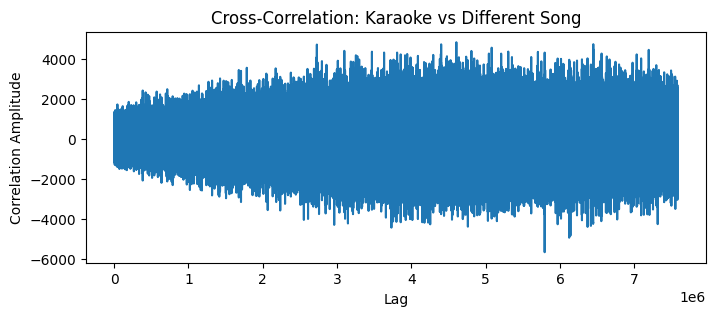 Cross-Correlation: Karaoke vs Different Song
Correlation Amplitude
4000
2000
0
−2000
−4000
−6000
0 1 2 3 4 5 6 7
1e6
Lag